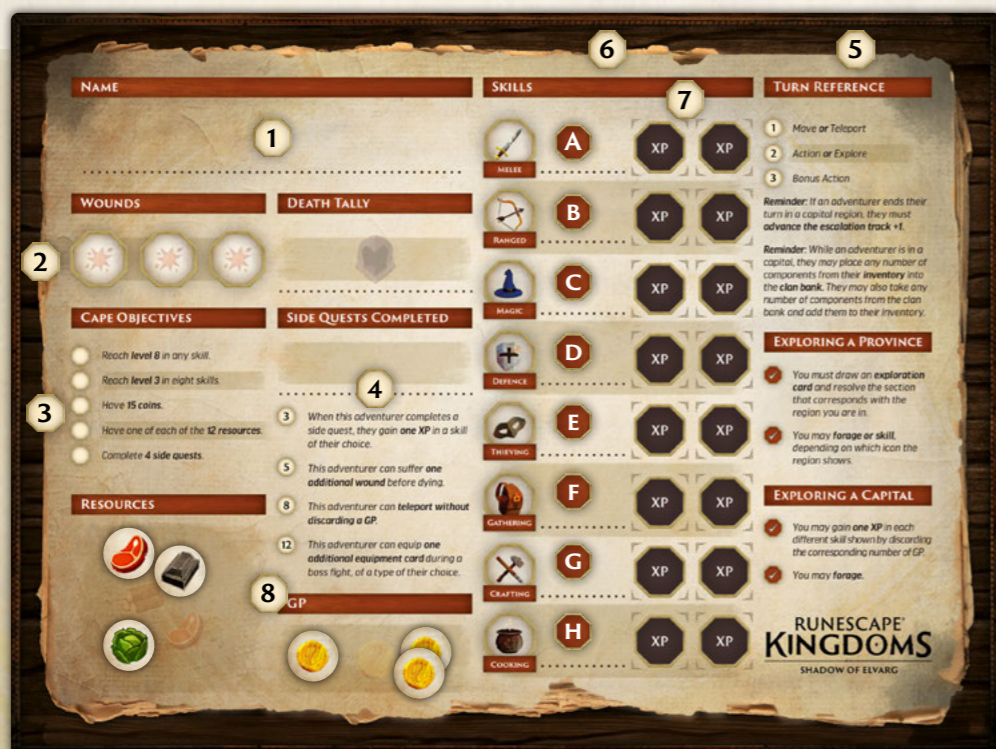 6
5
NAME
SKILLS
TURN REFERENCE
7
1
A
MELEE
XP
XP
1 Move or Teleport
2 Action or Explore
3 Bonus Action
Reminder: If an adventurer ends their
turn in a capital region, they must
advance the escalation track +1.
Reminder: While an adventurer is in a
capital, they may place any number of
components from their inventory into
the clan bank. They may also take any
number of components from the clan
bank and add them to their inventory.
WOUNDS
DEATH TALLY
2
B
RANGED
XP
XP
C
MAGIC
XP
XP
CAPE OBJECTIVES
Reach level 8 in any skill.
Reach level 3 in eight skills.
3
Have 15 coins.
Have one of each of the 12 resources.
Complete 4 side quests.
SIDE QUESTS COMPLETED
4
3 When this adventurer completes a
side quest, they gain one XP in a skill
of their choice.
5 This adventurer can suffer one
additional wound before dying.
8 This adventurer can teleport without
discarding a GP.
12 This adventurer can equip one
additional equipment card during a
boss fight, of a type of their choice.
D
DEFENCE
XP
XP
E
THIEVING
XP
XP
F
GATHERING
XP
XP
G
CRAFTING
XP
XP
H
COOKING
XP
XP
EXPLORING A PROVINCE
You must draw an exploration
card and resolve the section
that corresponds with the
region you are in.
You may forage or skill,
depending on which icon the
region shows.
EXPLORING A CAPITAL
You may gain one XP in each
different skill shown by discarding
the corresponding number of GP.
You may forage.
RESOURCES
8
GP
RUNESCAPE®
KINGDOMS
SHADOW OF ELVARG